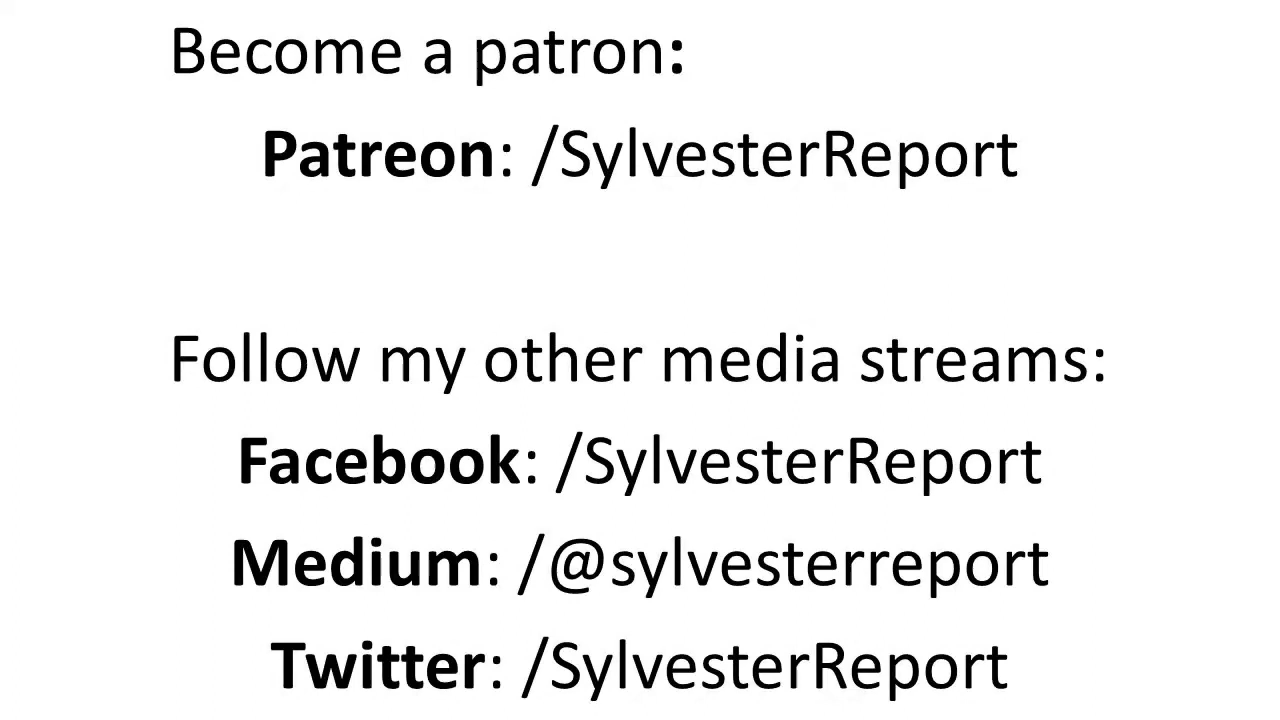 Become a patron:
Patreon: /SylvesterReport
Follow my other media streams:
Facebook: /SylvesterReport
Medium: /@sylvesterreport
Twitter: /SylvesterReport